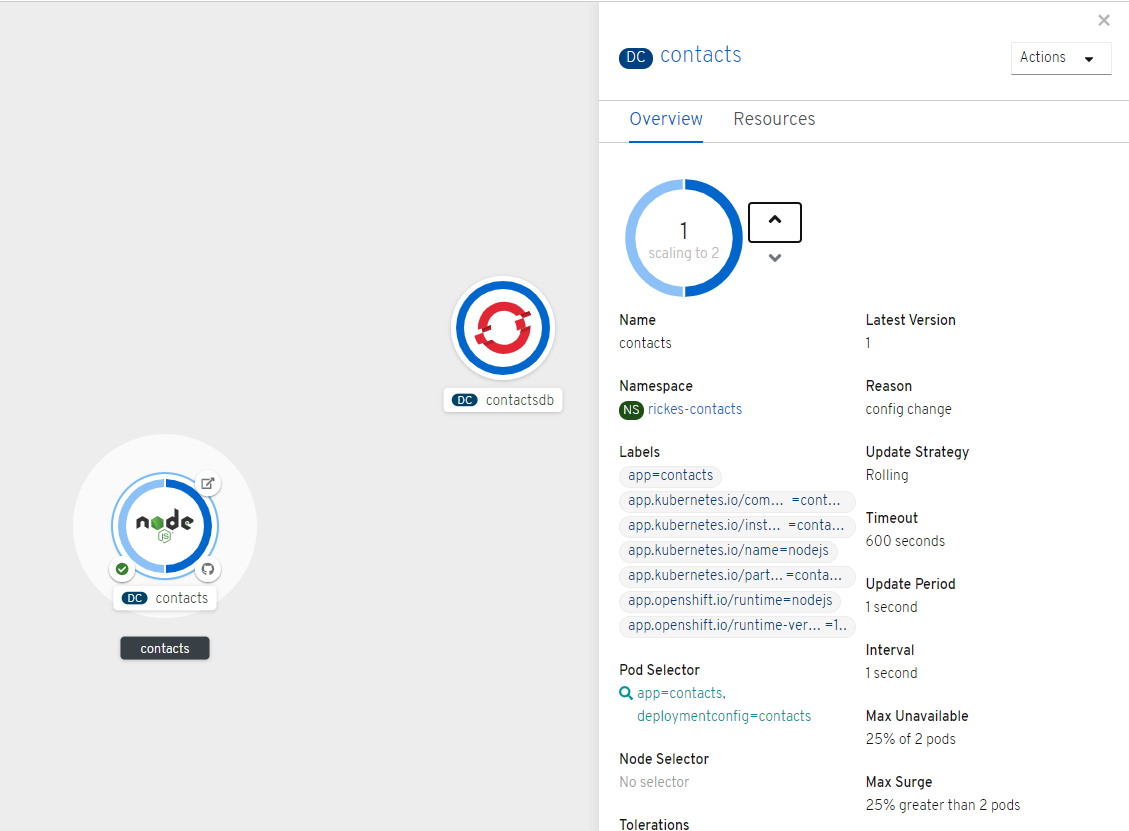 ×
DC contacts
Actions
Overview Resources
1
scaling to 2
Name
contacts
Namespace
NS rickes-contacts
Labels
app=contacts
app.kubernetes.io/com... =cont...
app.kubernetes.io/inst... =conta...
app.kubernetes.io/name=nodejs
app.kubernetes.io/part... =conta...
app.openshift.io/runtime=nodejs
app.openshift.io/runtime-ver... =1..
Pod Selector
app=contacts,
deploymentconfig=contacts
Node Selector
No selector
Tolerations
Latest Version
1
Reason
config change
Update Strategy
Rolling
Timeout
600 seconds
Update Period
1 second
Interval
1 second
Max Unavailable
25% of 2 pods
Max Surge
25% greater than 2 pods
DC contactsdb
node
JS
DC contacts
contacts